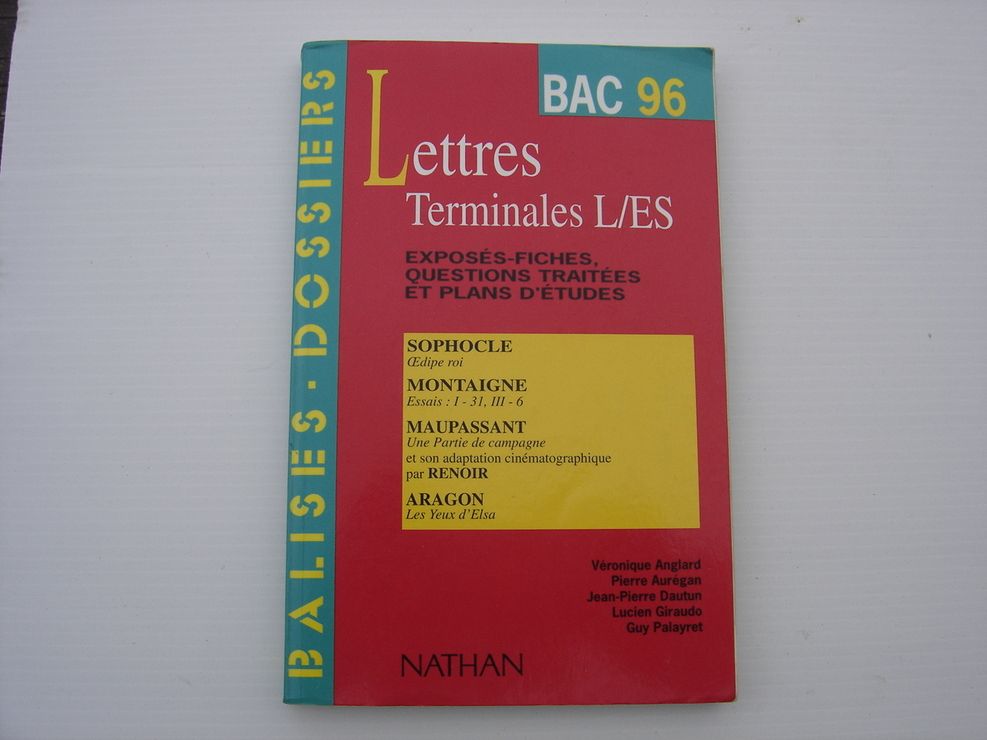 BALISES - DOSSIERS
BAC 96
Lettres
Terminales L/ES
EXPOSÉS-FICHES,
QUESTIONS TRAITÉES
ET PLANS D'ÉTUDES
SOPHOCLE
Œdipe roi
MONTAIGNE
Essais : I - 31, III - 6
MAUPASSANT
Une Partie de campagne
et son adaptation cinématographique
par RENOIR
ARAGON
Les Yeux d'Elsa
Véronique Anglard
Pierre Aurégan
Jean-Pierre Dautun
Lucien Giraudo
Guy Palayret
NATHAN